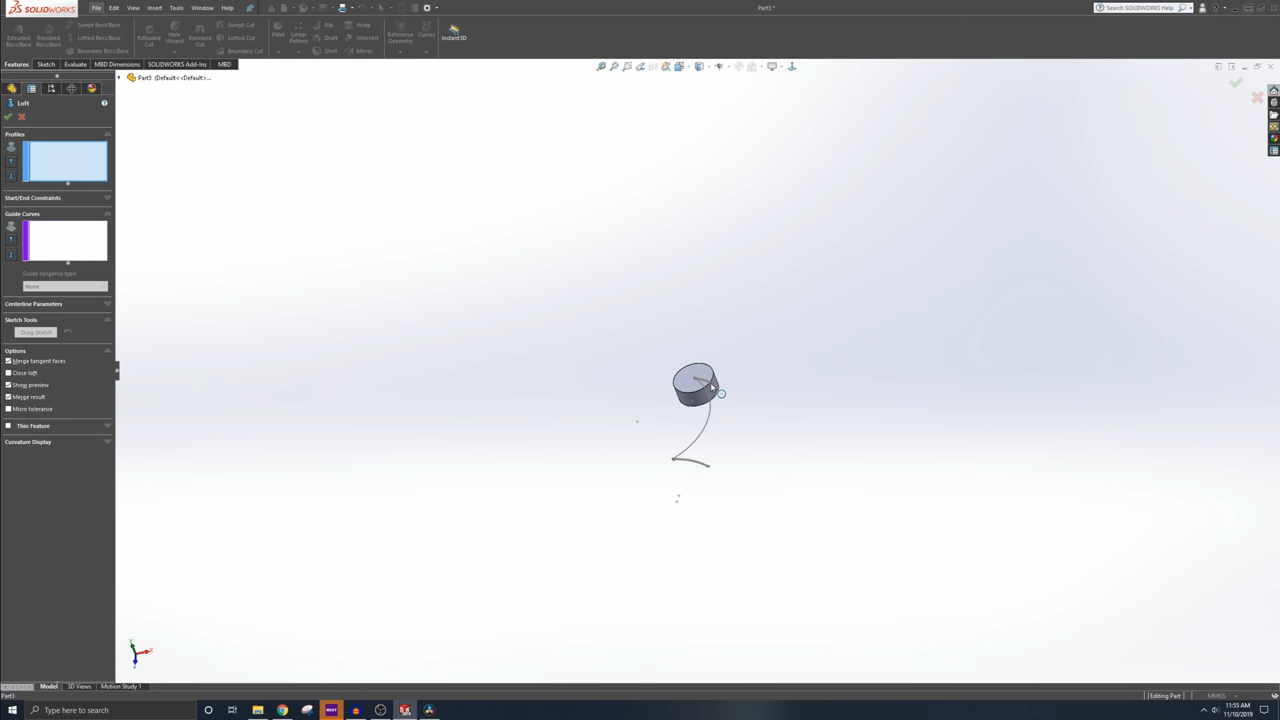 SOLIDWORKS File Edit View Insert Tools Window Help Part3 * Search SOLIDWORKS Help
Extruded Boss/Base Revolved Boss/Base Swept Boss/Base Lofted Boss/Base Boundary Boss/Base Extruded Cut Hole Wizard Revolved Cut Swept Cut Lofted Cut Boundary Cut Fillet Linear Pattern Rib Draft Shell Wrap Intersect Mirror Reference Geometry Curves Instant3D
Features Sketch Evaluate MBD Dimensions SOLIDWORKS Add-Ins MBD
Part3 (Default<<Default>...
Loft
Profiles
Start/End Constraints
Guide Curves
Guide tangency type:
None
Centerline Parameters
Sketch Tools
Drag Sketch
Options
Merge tangent faces
Close loft
Show preview
Merge result
Micro tolerance
Thin Feature
Curvature Display
Y X Z
Model 3D Views Motion Study 1
Part3 Editing Part MMGS
Type here to search NEXT 11:55 AM
11/10/2019